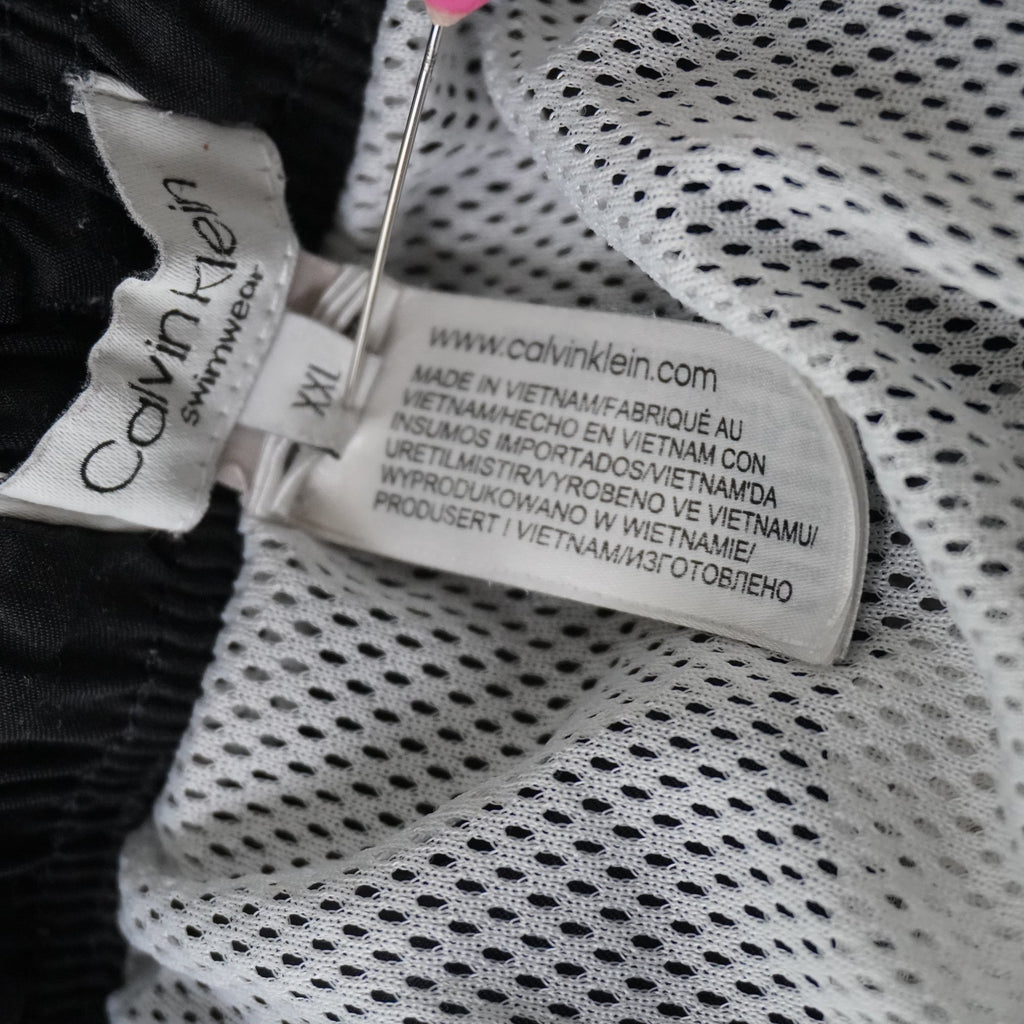 Calvin Klein
swimwear
XXL
www.calvinklein.com
MADE IN VIETNAM/FABRIQUÉ AU
VIETNAM/HECHO EN VIETNAM CON
INSUMOS IMPORTADOS/VIETNAM'DA
URETILMISTIR/VYROBENO VE VIETNAMU/
WYPRODUKOWANO W WIETNAMIE/
PRODUSERT I VIETNAM/ИЗГОТОВЛЕНО